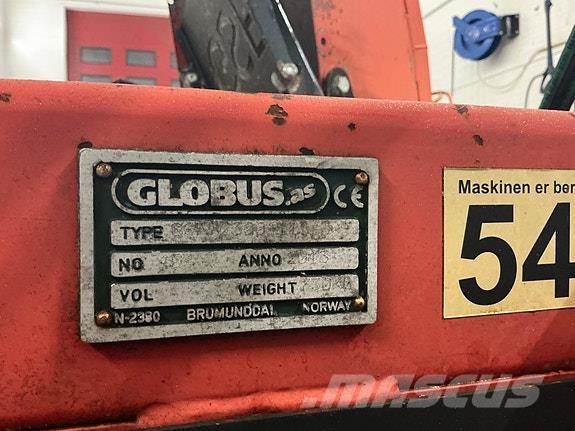 GLOBUS.as CE
TYPE
NO ANNO
VOL WEIGHT
N-2380 BRUMUNDDAL NORWAY
Maskinen er ber
54
MASCUS